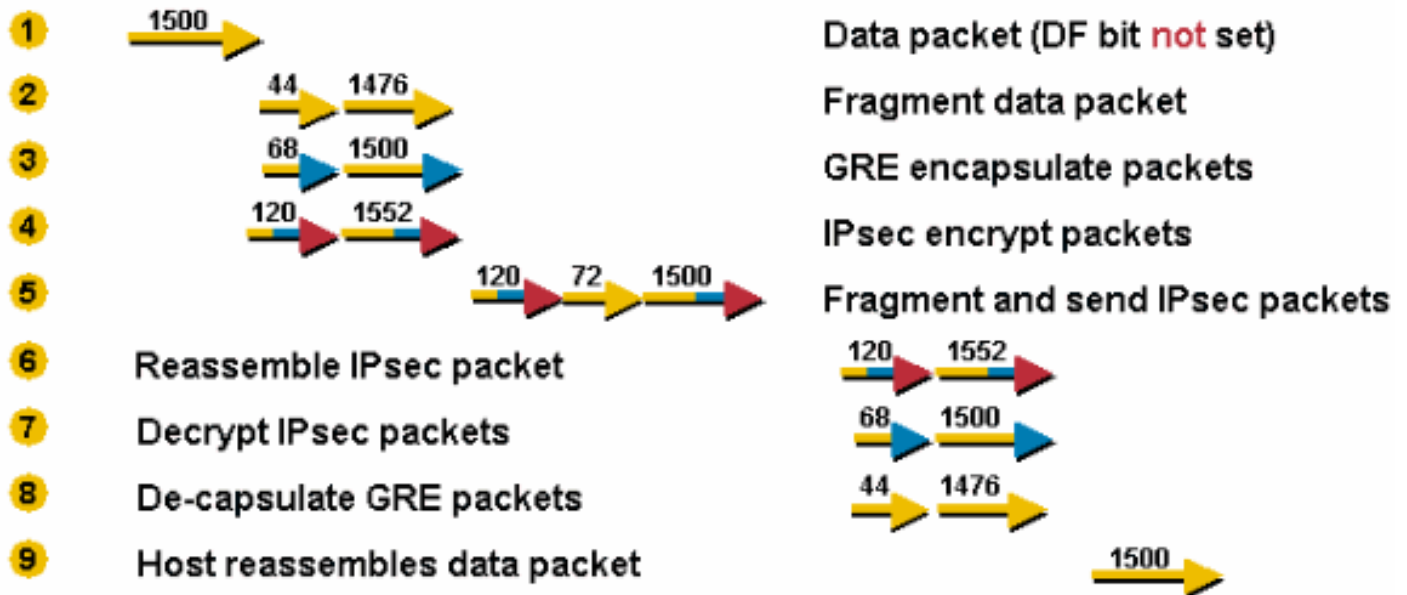 1 1500 Data packet (DF bit not set)
2 44 1476 Fragment data packet
3 68 1500 GRE encapsulate packets
4 120 1552 IPsec encrypt packets
5 120 72 1500 Fragment and send IPsec packets
6 Reassemble IPsec packet 120 1552
7 Decrypt IPsec packets 68 1500
8 De-capsulate GRE packets 44 1476
9 Host reassembles data packet 1500